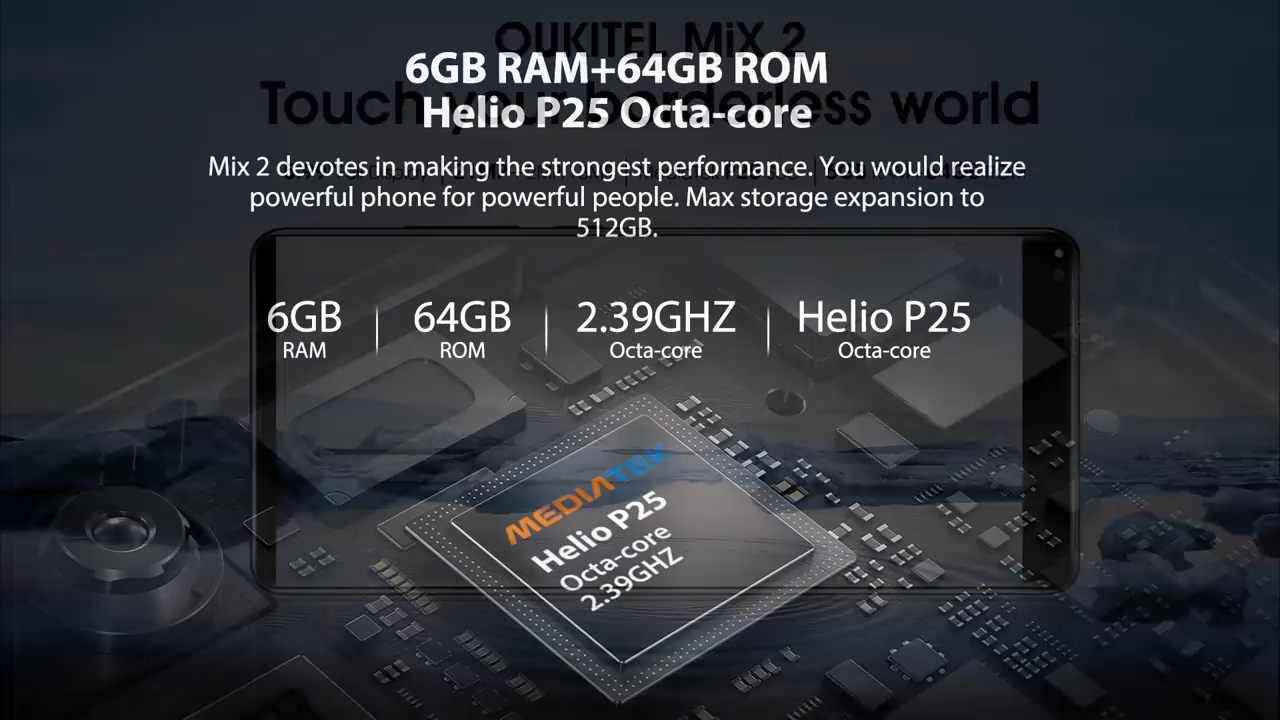 OUKITEL MiX 2
6GB RAM+64GB ROM
Touch your borderless world
Helio P25 Octa-core
Mix 2 devotes in making the strongest performance. You would realize
powerful phone for powerful people. Max storage expansion to
512GB.
6GB
RAM
64GB
ROM
2.39GHZ
Octa-core
Helio P25
Octa-core
MEDIATEK
Helio P25
Octa-core
2.39GHZ